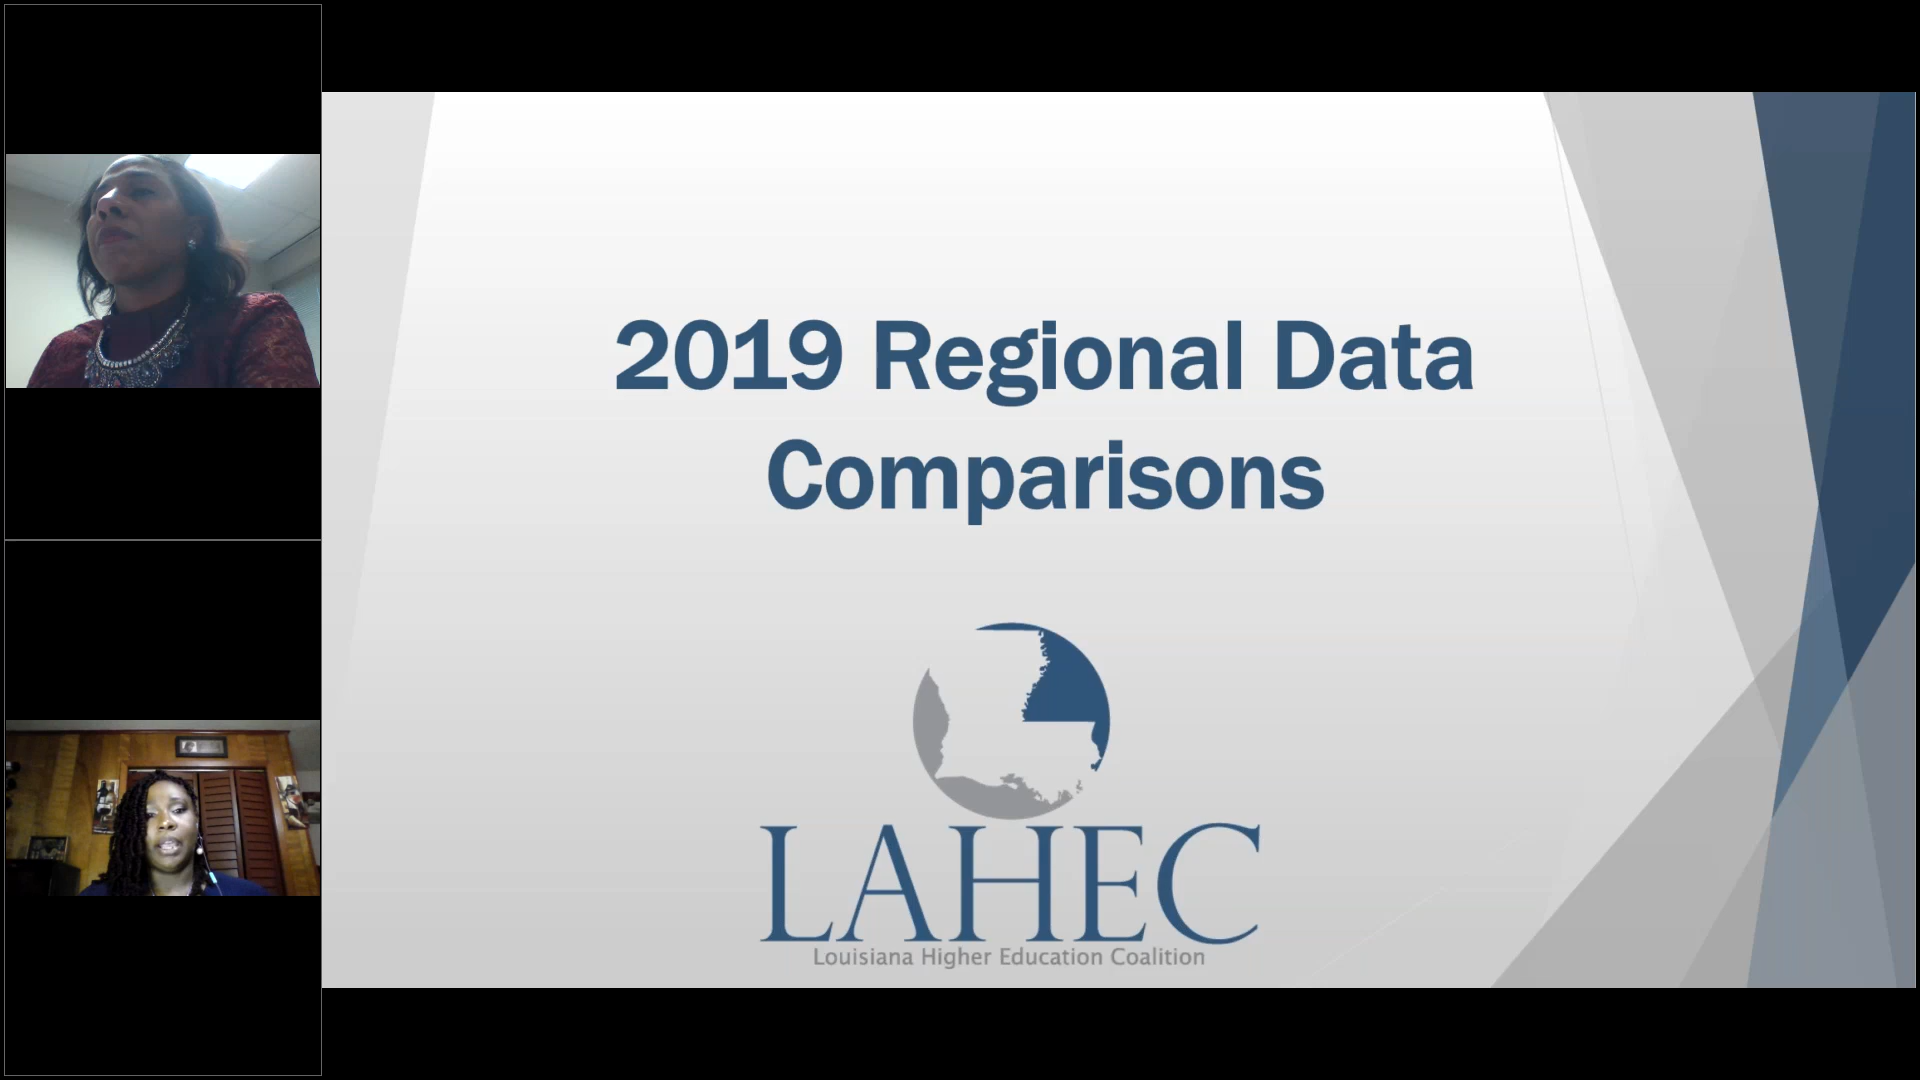 2019 Regional Data
Comparisons
LAHEC
Louisiana Higher Education Coalition